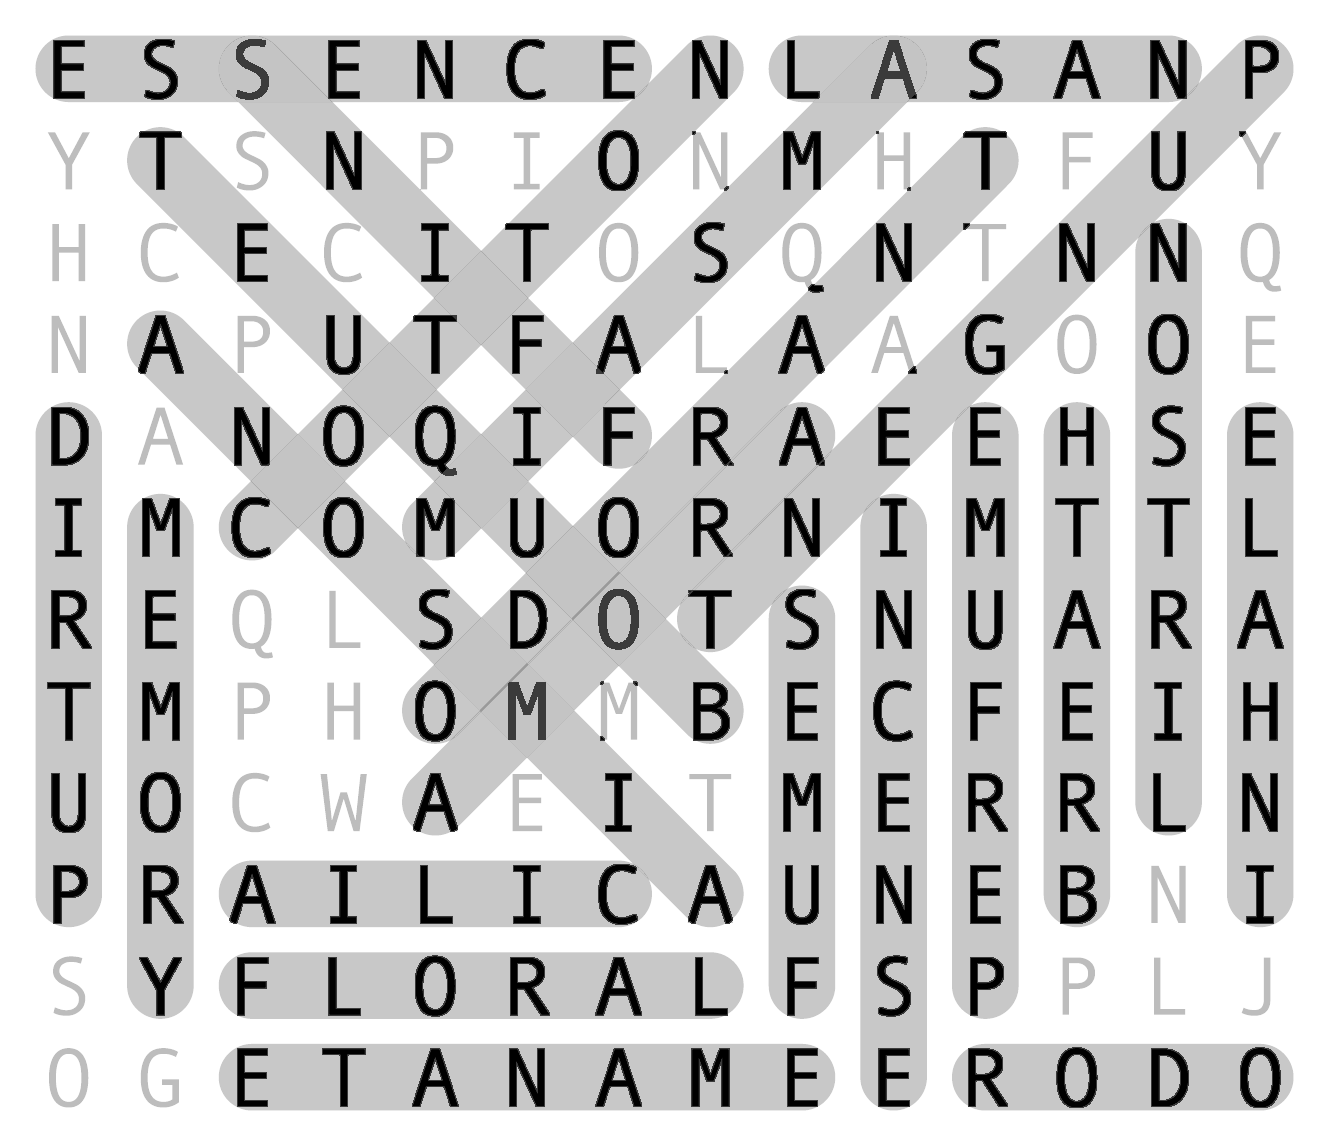 E S S E N C E N L A S A N P
Y T S N P I O N M H T F U Y
H C E C I T O S Q N T N N Q
N A P U T F A L A A G O O E
D A N O Q I F R A E E H S E
I M C O M U O R N I M T T L
R E Q L S D O T S N U A R A
T M P H O M M B E C F E I H
U O C W A E I T M E R R L N
P R A I L I C A U N E B N I
S Y F L O R A L F S P P L J
O G E T A N A M E E R O D O